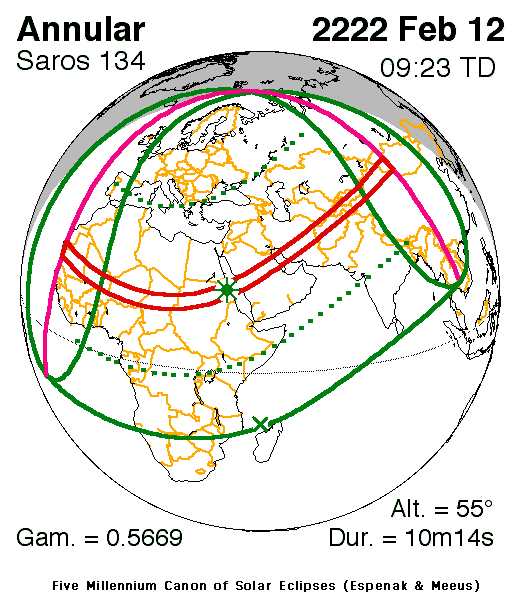 Annular 2222 Feb 12
Saros 134 09:23 TD
Alt. = 55°
Gam. = 0.5669 Dur. = 10m14s
Five Millennium Canon of Solar Eclipses (Espenak & Meeus)